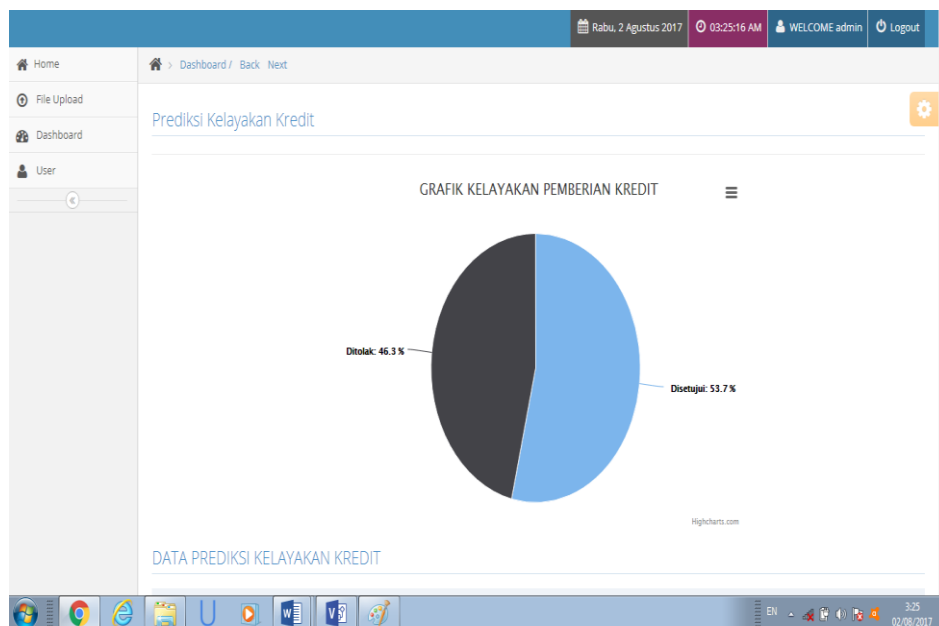 Rabu, 2 Agustus 2017 03:25:16 AM WELCOME admin Logout
Home
File Upload
Dashboard
User
> Dashboard / Back Next
Prediksi Kelayakan Kredit
GRAFIK KELAYAKAN PEMBERIAN KREDIT
Ditolak: 46.3 %
Disetujui: 53.7 %
Highcharts.com
DATA PREDIKSI KELAYAKAN KREDIT
EN 3:25
02/08/2017